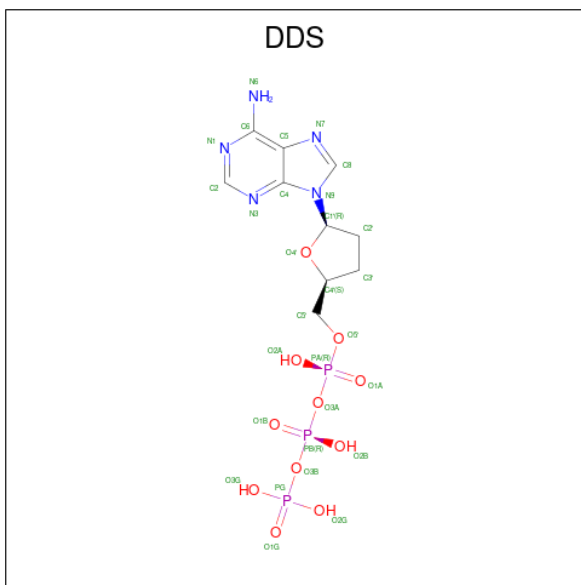 DDS
N6
NH2
C6
C5
N7
N
N1
N
C8
C2
N
N3
C4
N
N9
C1'(R)
C2'
O4'
O
C3'
C4'(S)
C5'
O
O5'
O2A
HO
PA(R)
P
O
O1A
O
O3A
O1B
O
P
OH
PB(R)
O2B
O
O3B
O3G
HO
PG
P
OH
O2G
O
O1G